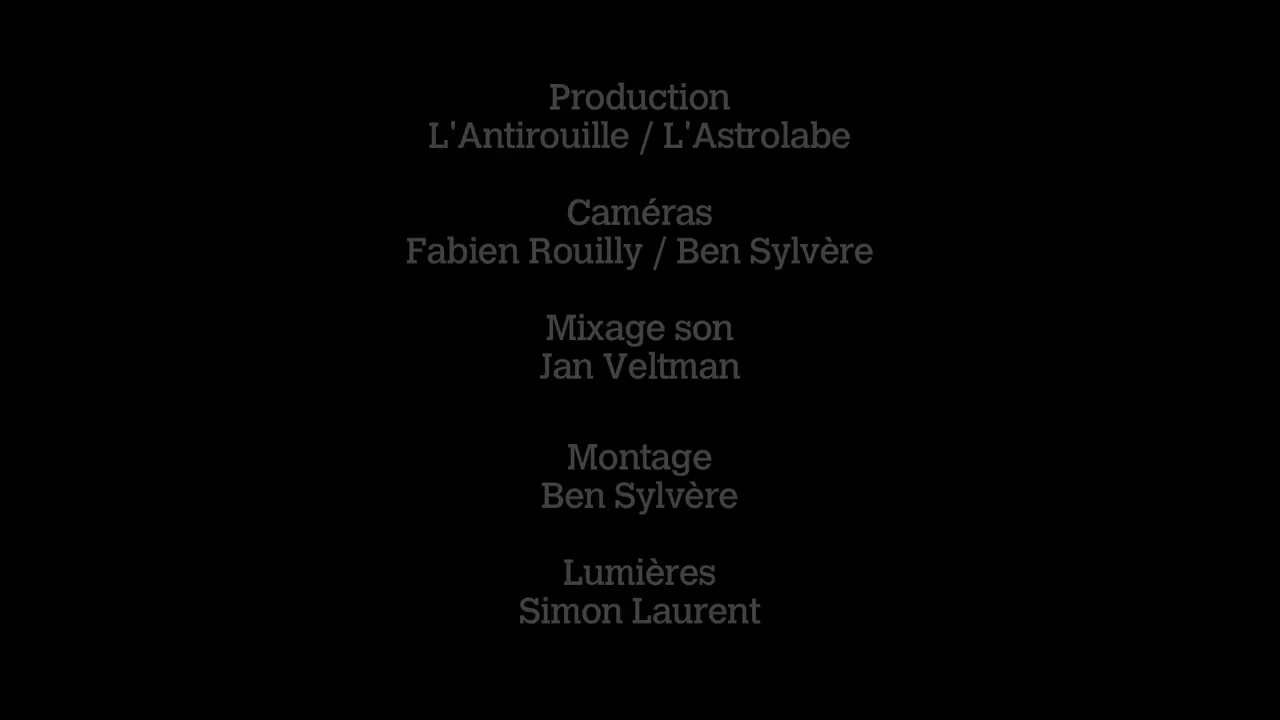 Production
L'Antirouille / L'Astrolabe
Caméras
Fabien Rouilly / Ben Sylvère
Mixage son
Jan Veltman
Montage
Ben Sylvère
Lumières
Simon Laurent